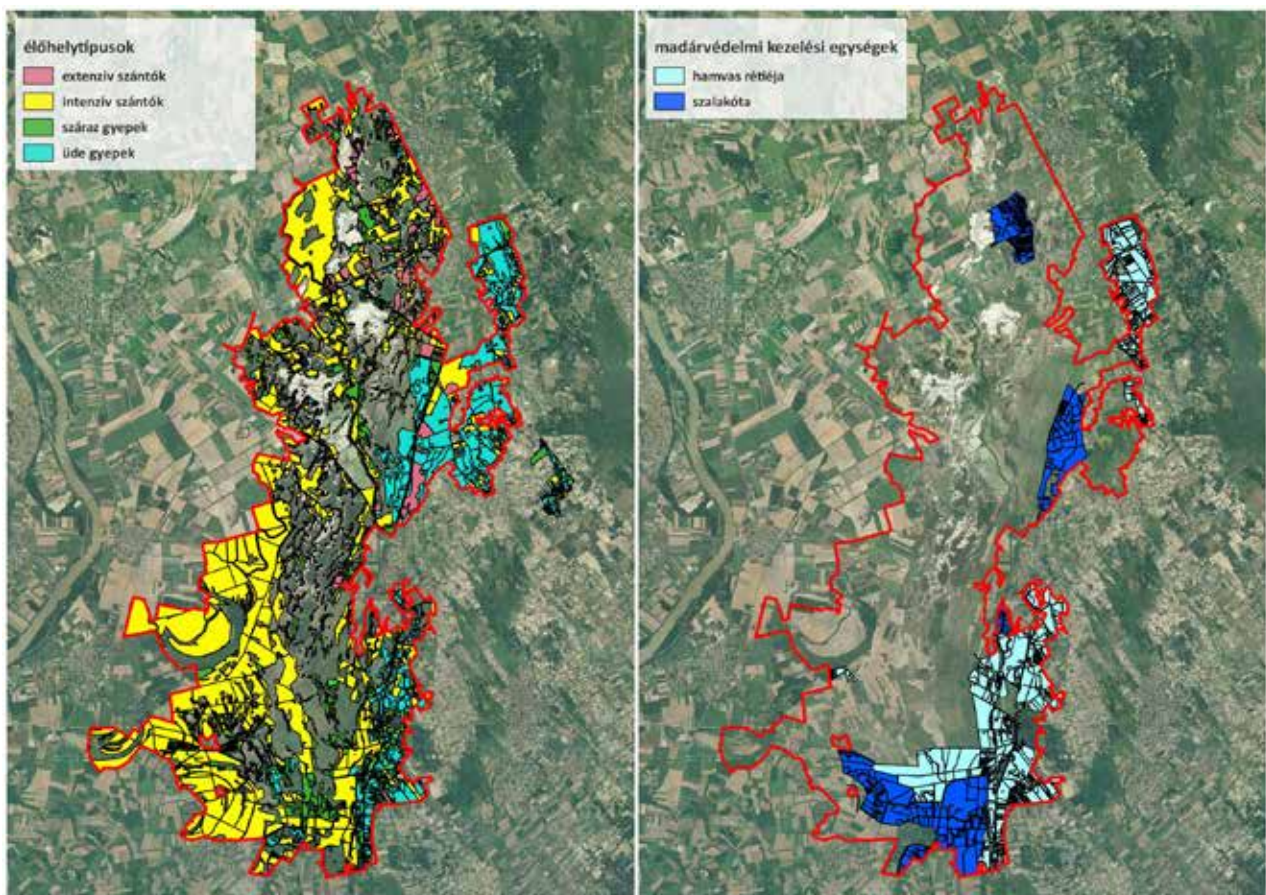 élőhelytípusok
extenzív szántók
intenzív szántók
száraz gyepek
üde gyepek
madárvédelmi kezelési egységek
hamvas rétihéja
szalakóta